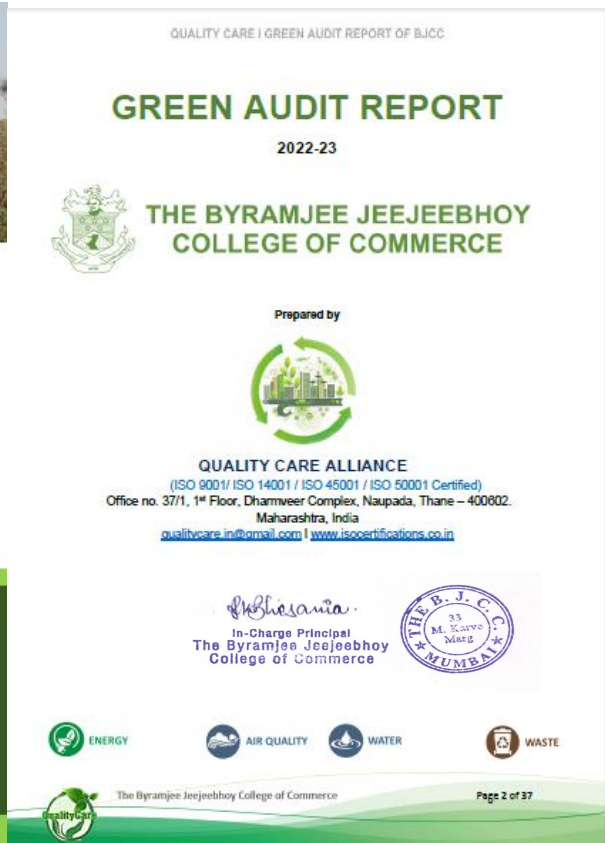 QUALITY CARE I GREEN AUDIT REPORT OF BJCC
GREEN AUDIT REPORT
2022-23
THE BYRAMJEE JEEJEEBHOY
COLLEGE OF COMMERCE
Prepared by
QUALITY CARE ALLIANCE
(ISO 9001/ ISO 14001 / ISO 45001 / ISO 50001 Certified)
Office no. 37/1, 1st Floor, Dharmveer Complex, Naupada, Thane – 400602.
Maharashtra, India
qualitycare.in@gmail.com I www.isocertifications.co.in
In-Charge Principal
The Byramjee Jeejeebhoy
College of Commerce
THE B. J. C. C.
33
M. Karve
Marg
MUMBAI
ENERGY
AIR QUALITY
WATER
WASTE
The Byramjee Jeejeebhoy College of Commerce
Page 2 of 37
QualityCare